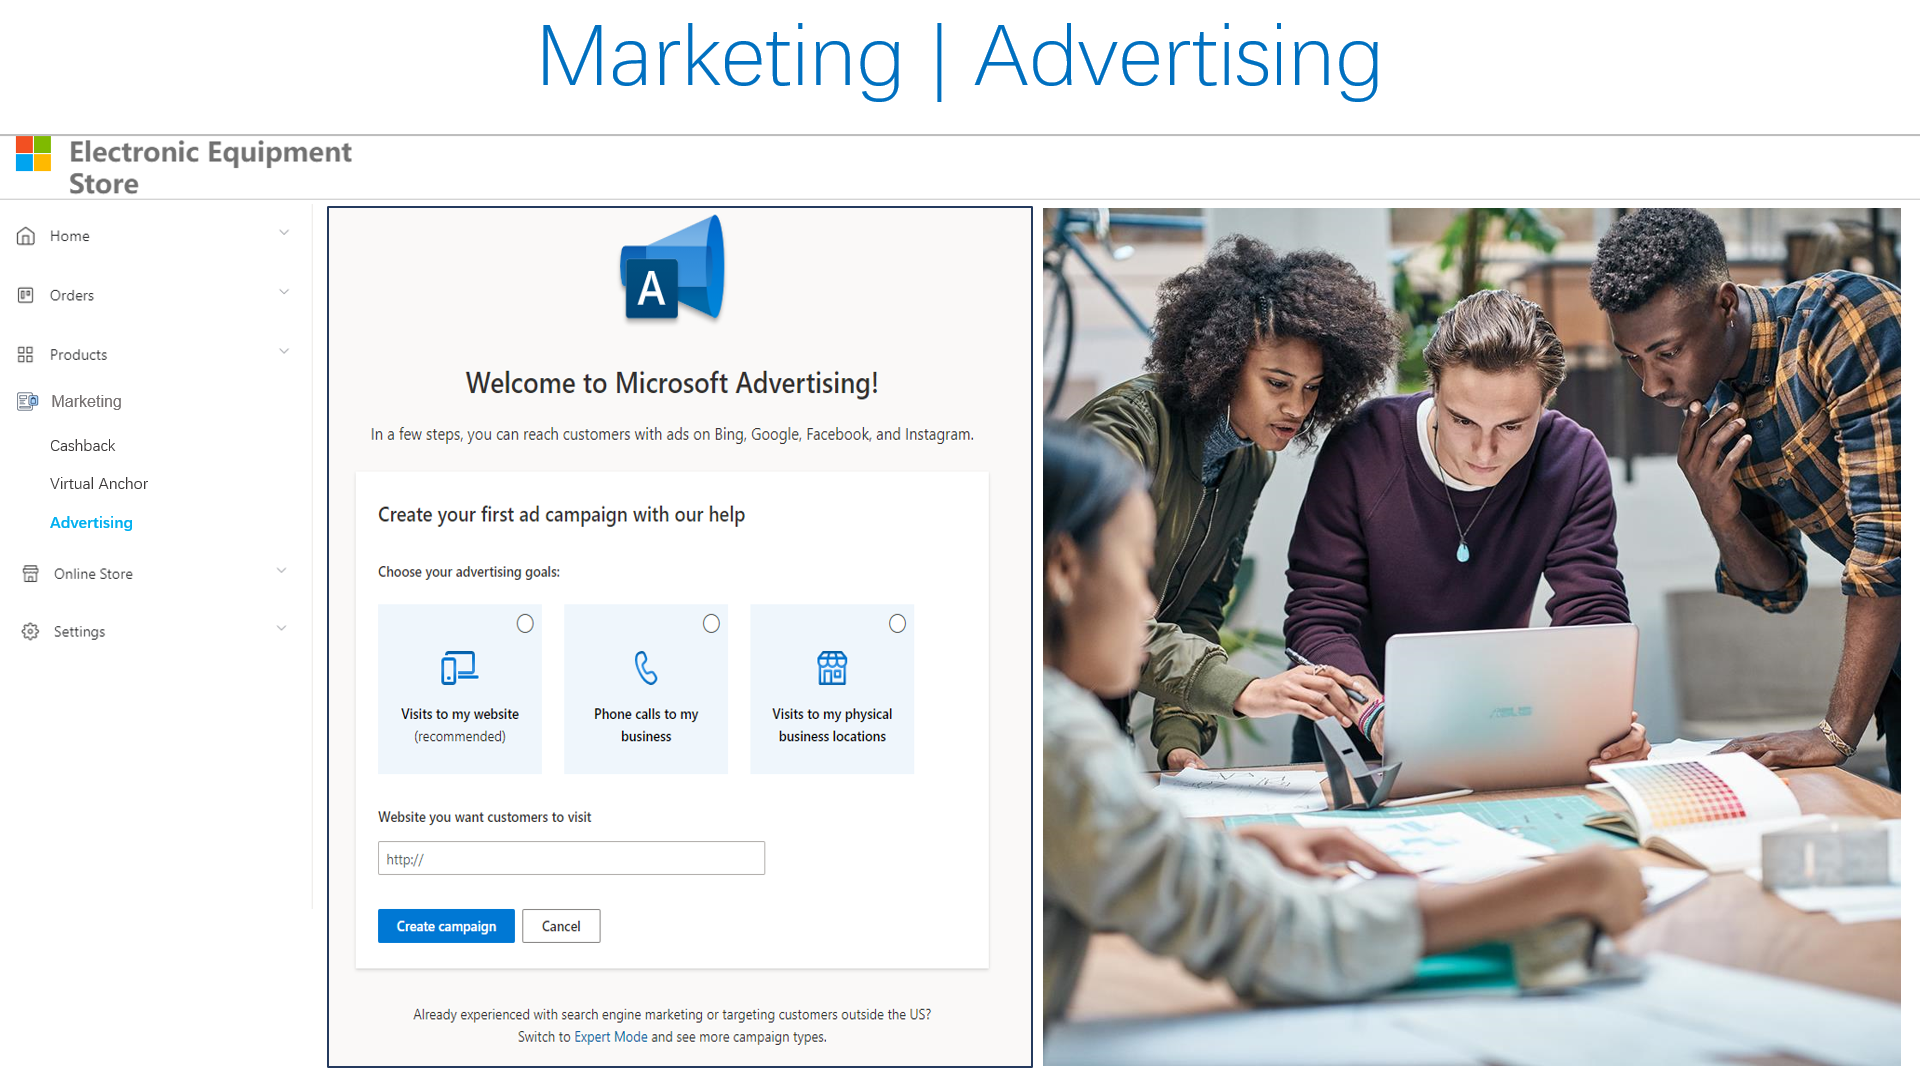 Marketing | Advertising
Electronic Equipment
Store
Home
Orders
Products
Marketing
Cashback
Virtual Anchor
Advertising
Online Store
Settings
A
Welcome to Microsoft Advertising!
In a few steps, you can reach customers with ads on Bing, Google, Facebook, and Instagram.
Create your first ad campaign with our help
Choose your advertising goals:
Visits to my website
(recommended)
Phone calls to my
business
Visits to my physical
business locations
Website you want customers to visit
http://
Create campaign
Cancel
Already experienced with search engine marketing or targeting customers outside the US?
Switch to Expert Mode and see more campaign types.